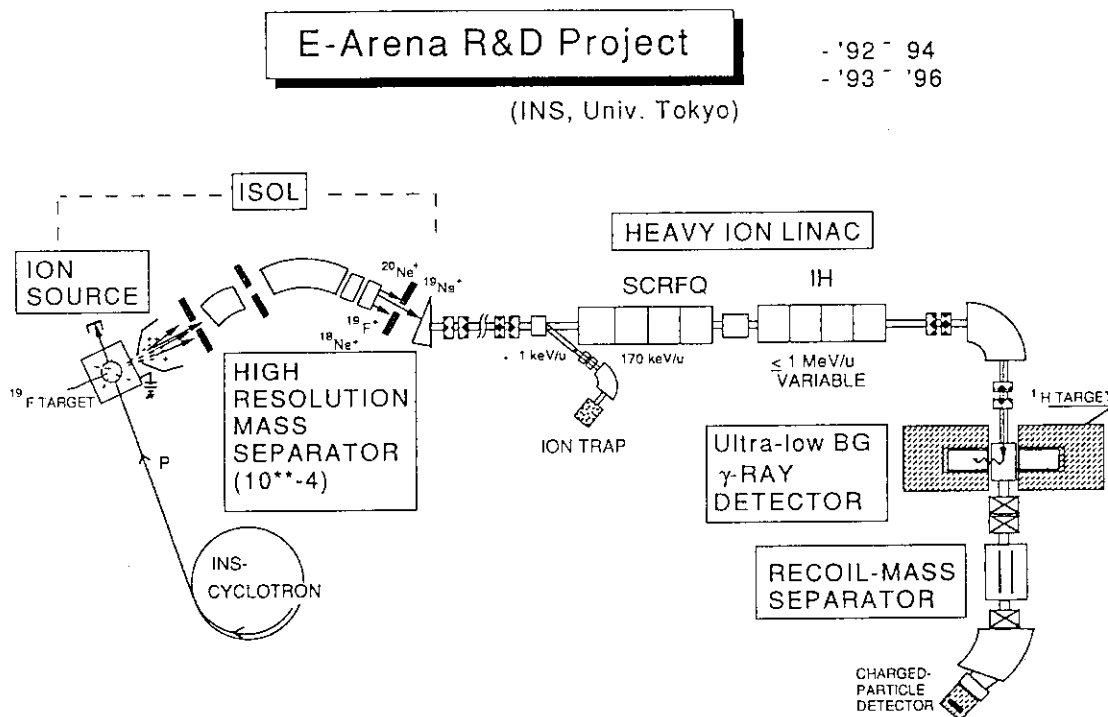 E-Arena R&D Project
- '92 - 94
- '93 - '96
(INS, Univ. Tokyo)
ISOL
ION
SOURCE
HEAVY ION LINAC
SCRFQ
IH
²⁰Ne⁺
¹⁹Ne⁺
¹⁹F⁺
¹⁸Ne⁺
1 keV/u
170 keV/u
≤ 1 MeV/u
VARIABLE
¹⁹F TARGET
HIGH
RESOLUTION
MASS
SEPARATOR
(10**-4)
ION TRAP
¹H TARGET
Ultra-low BG
γ-RAY
DETECTOR
P
INS-
CYCLOTRON
RECOIL-MASS
SEPARATOR
CHARGED-
PARTICLE
DETECTOR